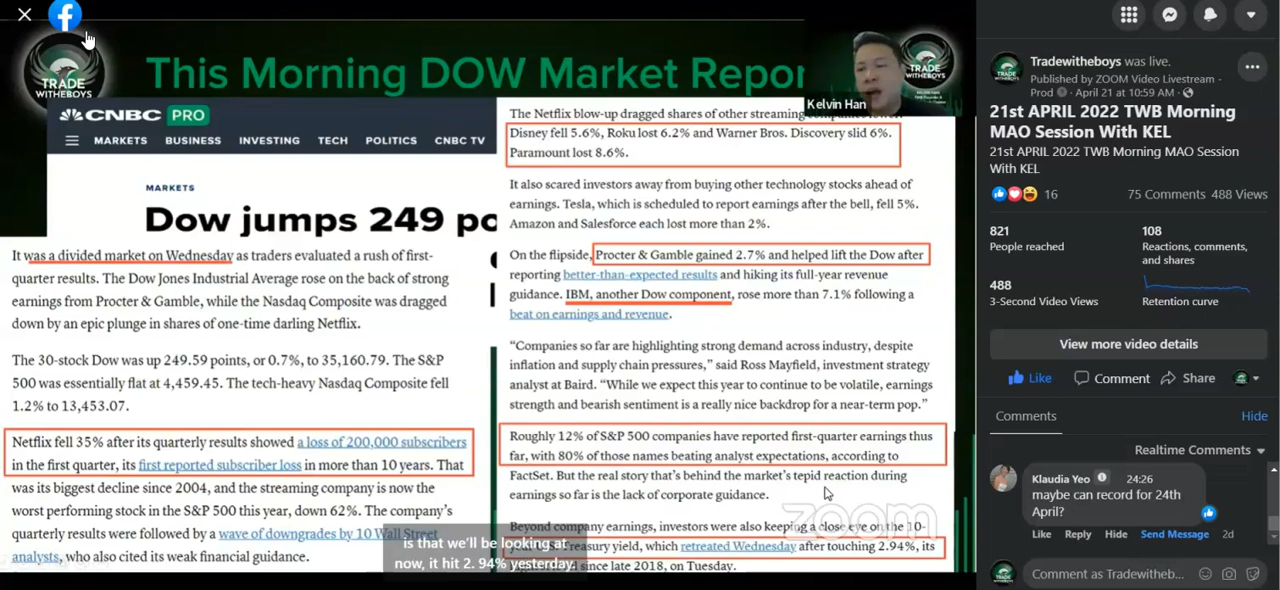 This Morning DOW Market Repor
TRADE
WITHEBOYS
CNBC PRO
MARKETS BUSINESS INVESTING TECH POLITICS CNBC TV
MARKETS
Dow jumps 249 po
It was a divided market on Wednesday as traders evaluated a rush of first-
quarter results. The Dow Jones Industrial Average rose on the back of strong
earnings from Procter & Gamble, while the Nasdaq Composite was dragged
down by an epic plunge in shares of one-time darling Netflix.
The 30-stock Dow was up 249.59 points, or 0.7%, to 35,160.79. The S&P
500 was essentially flat at 4,459.45. The tech-heavy Nasdaq Composite fell
1.2% to 13,453.07.
Netflix fell 35% after its quarterly results showed a loss of 200,000 subscribers
in the first quarter, its first reported subscriber loss in more than 10 years. That
was its biggest decline since 2004, and the streaming company is now the
worst performing stock in the S&P 500 this year, down 62%. The company's
quarterly results were followed by a wave of downgrades by 10 Wall Street
analysts, who also cited its weak financial guidance.
TRADE
WITHEBOYS
Kelvin Han
The Netflix blow-up dragged shares of other streaming companies lower.
Disney fell 5.6%, Roku lost 6.2% and Warner Bros. Discovery slid 6%.
Paramount lost 8.6%.
It also scared investors away from buying other technology stocks ahead of
earnings. Tesla, which is scheduled to report earnings after the bell, fell 5%.
Amazon and Salesforce each lost more than 2%.
On the flipside, Procter & Gamble gained 2.7% and helped lift the Dow after
reporting better-than-expected results and hiking its full-year revenue
guidance. IBM, another Dow component, rose more than 7.1% following a
beat on earnings and revenue.
“Companies so far are highlighting strong demand across industry, despite
inflation and supply chain pressures,” said Ross Mayfield, investment strategy
analyst at Baird. “While we expect this year to continue to be volatile, earnings
strength and bearish sentiment is a really nice backdrop for a near-term pop.”
Roughly 12% of S&P 500 companies have reported first-quarter earnings thus
far, with 80% of those names beating analyst expectations, according to
FactSet. But the real story that's behind the market's tepid reaction during
earnings so far is the lack of corporate guidance.
Beyond company earnings, investors were also keeping a close eye on the 10-
Treasury yield, which retreated Wednesday after touching 2.94%, its
since late 2018, on Tuesday.
zoom
is that we'll be looking at
now, it hit 2. 94% yesterday.
Tradewitheboys was live.
Published by ZOOM Video Livestream -
Prod · April 21 at 10:59 AM ·
21st APRIL 2022 TWB Morning
MAO Session With KEL
21st APRIL 2022 TWB Morning MAO Session
With KEL
16
75 Comments 488 Views
821
People reached
108
Reactions, comments,
and shares
488
3-Second Video Views
Retention curve
View more video details
Like Comment Share
Comments Hide
Realtime Comments
Klaudia Yeo 24:26
maybe can record for 24th
April?
Like Reply Hide Send Message 2d
Comment as Tradewitheb...